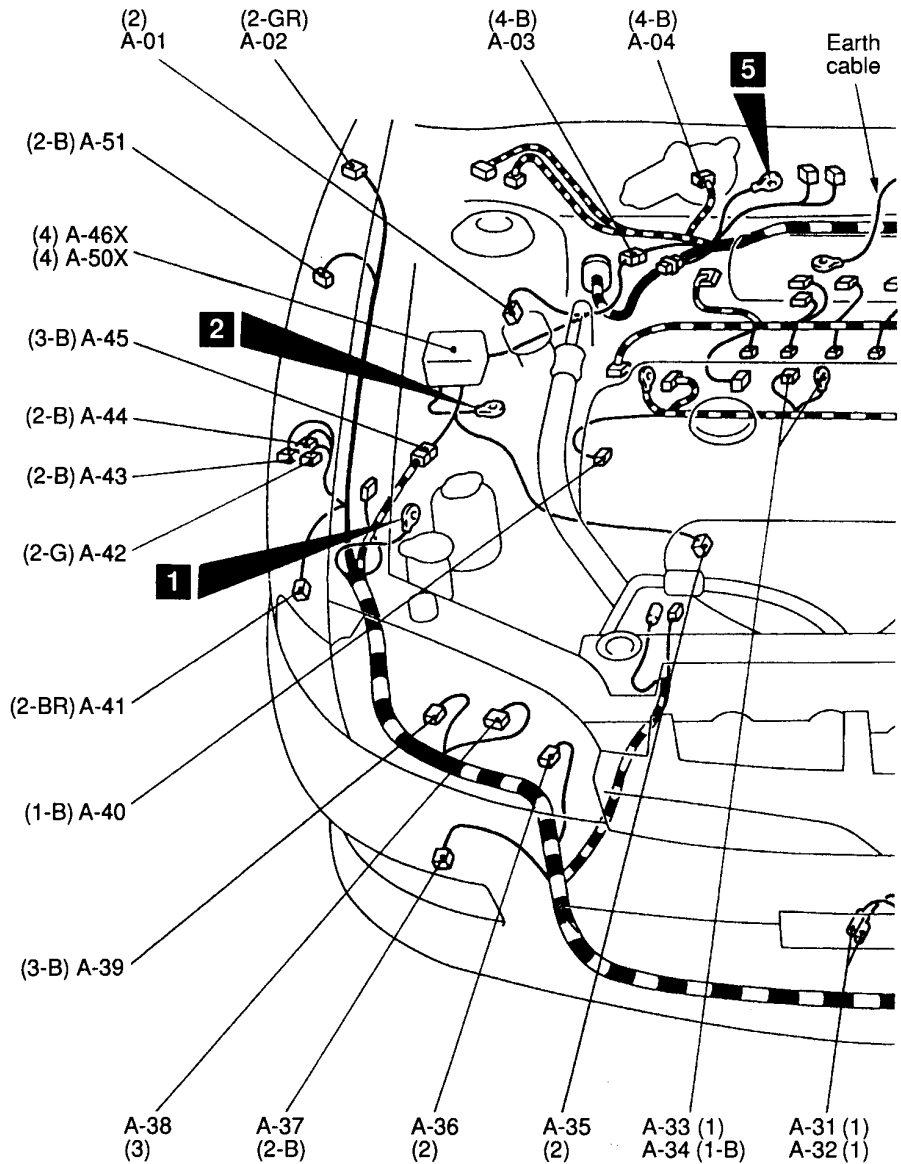 (2)
A-01
(2-GR)
A-02
(4-B)
A-03
(4-B)
A-04
Earth
cable
5
(2-B) A-51
(4) A-46X
(4) A-50X
2
(3-B) A-45
(2-B) A-44
(2-B) A-43
(2-G) A-42
1
(2-BR) A-41
(1-B) A-40
(3-B) A-39
A-38
(3)
A-37
(2-B)
A-36
(2)
A-35
(2)
A-33 (1)
A-34 (1-B)
A-31 (1)
A-32 (1)